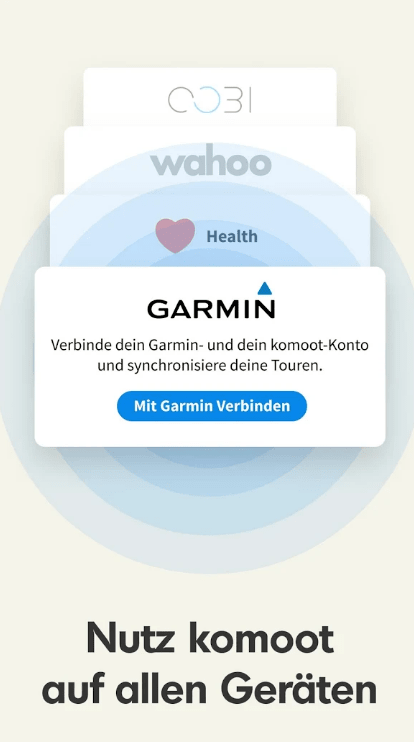 COBI
wahoo
Health
GARMIN
Verbinde dein Garmin- und dein komoot-Konto
und synchronisiere deine Touren.
Mit Garmin Verbinden
Nutz komoot
auf allen Geräten